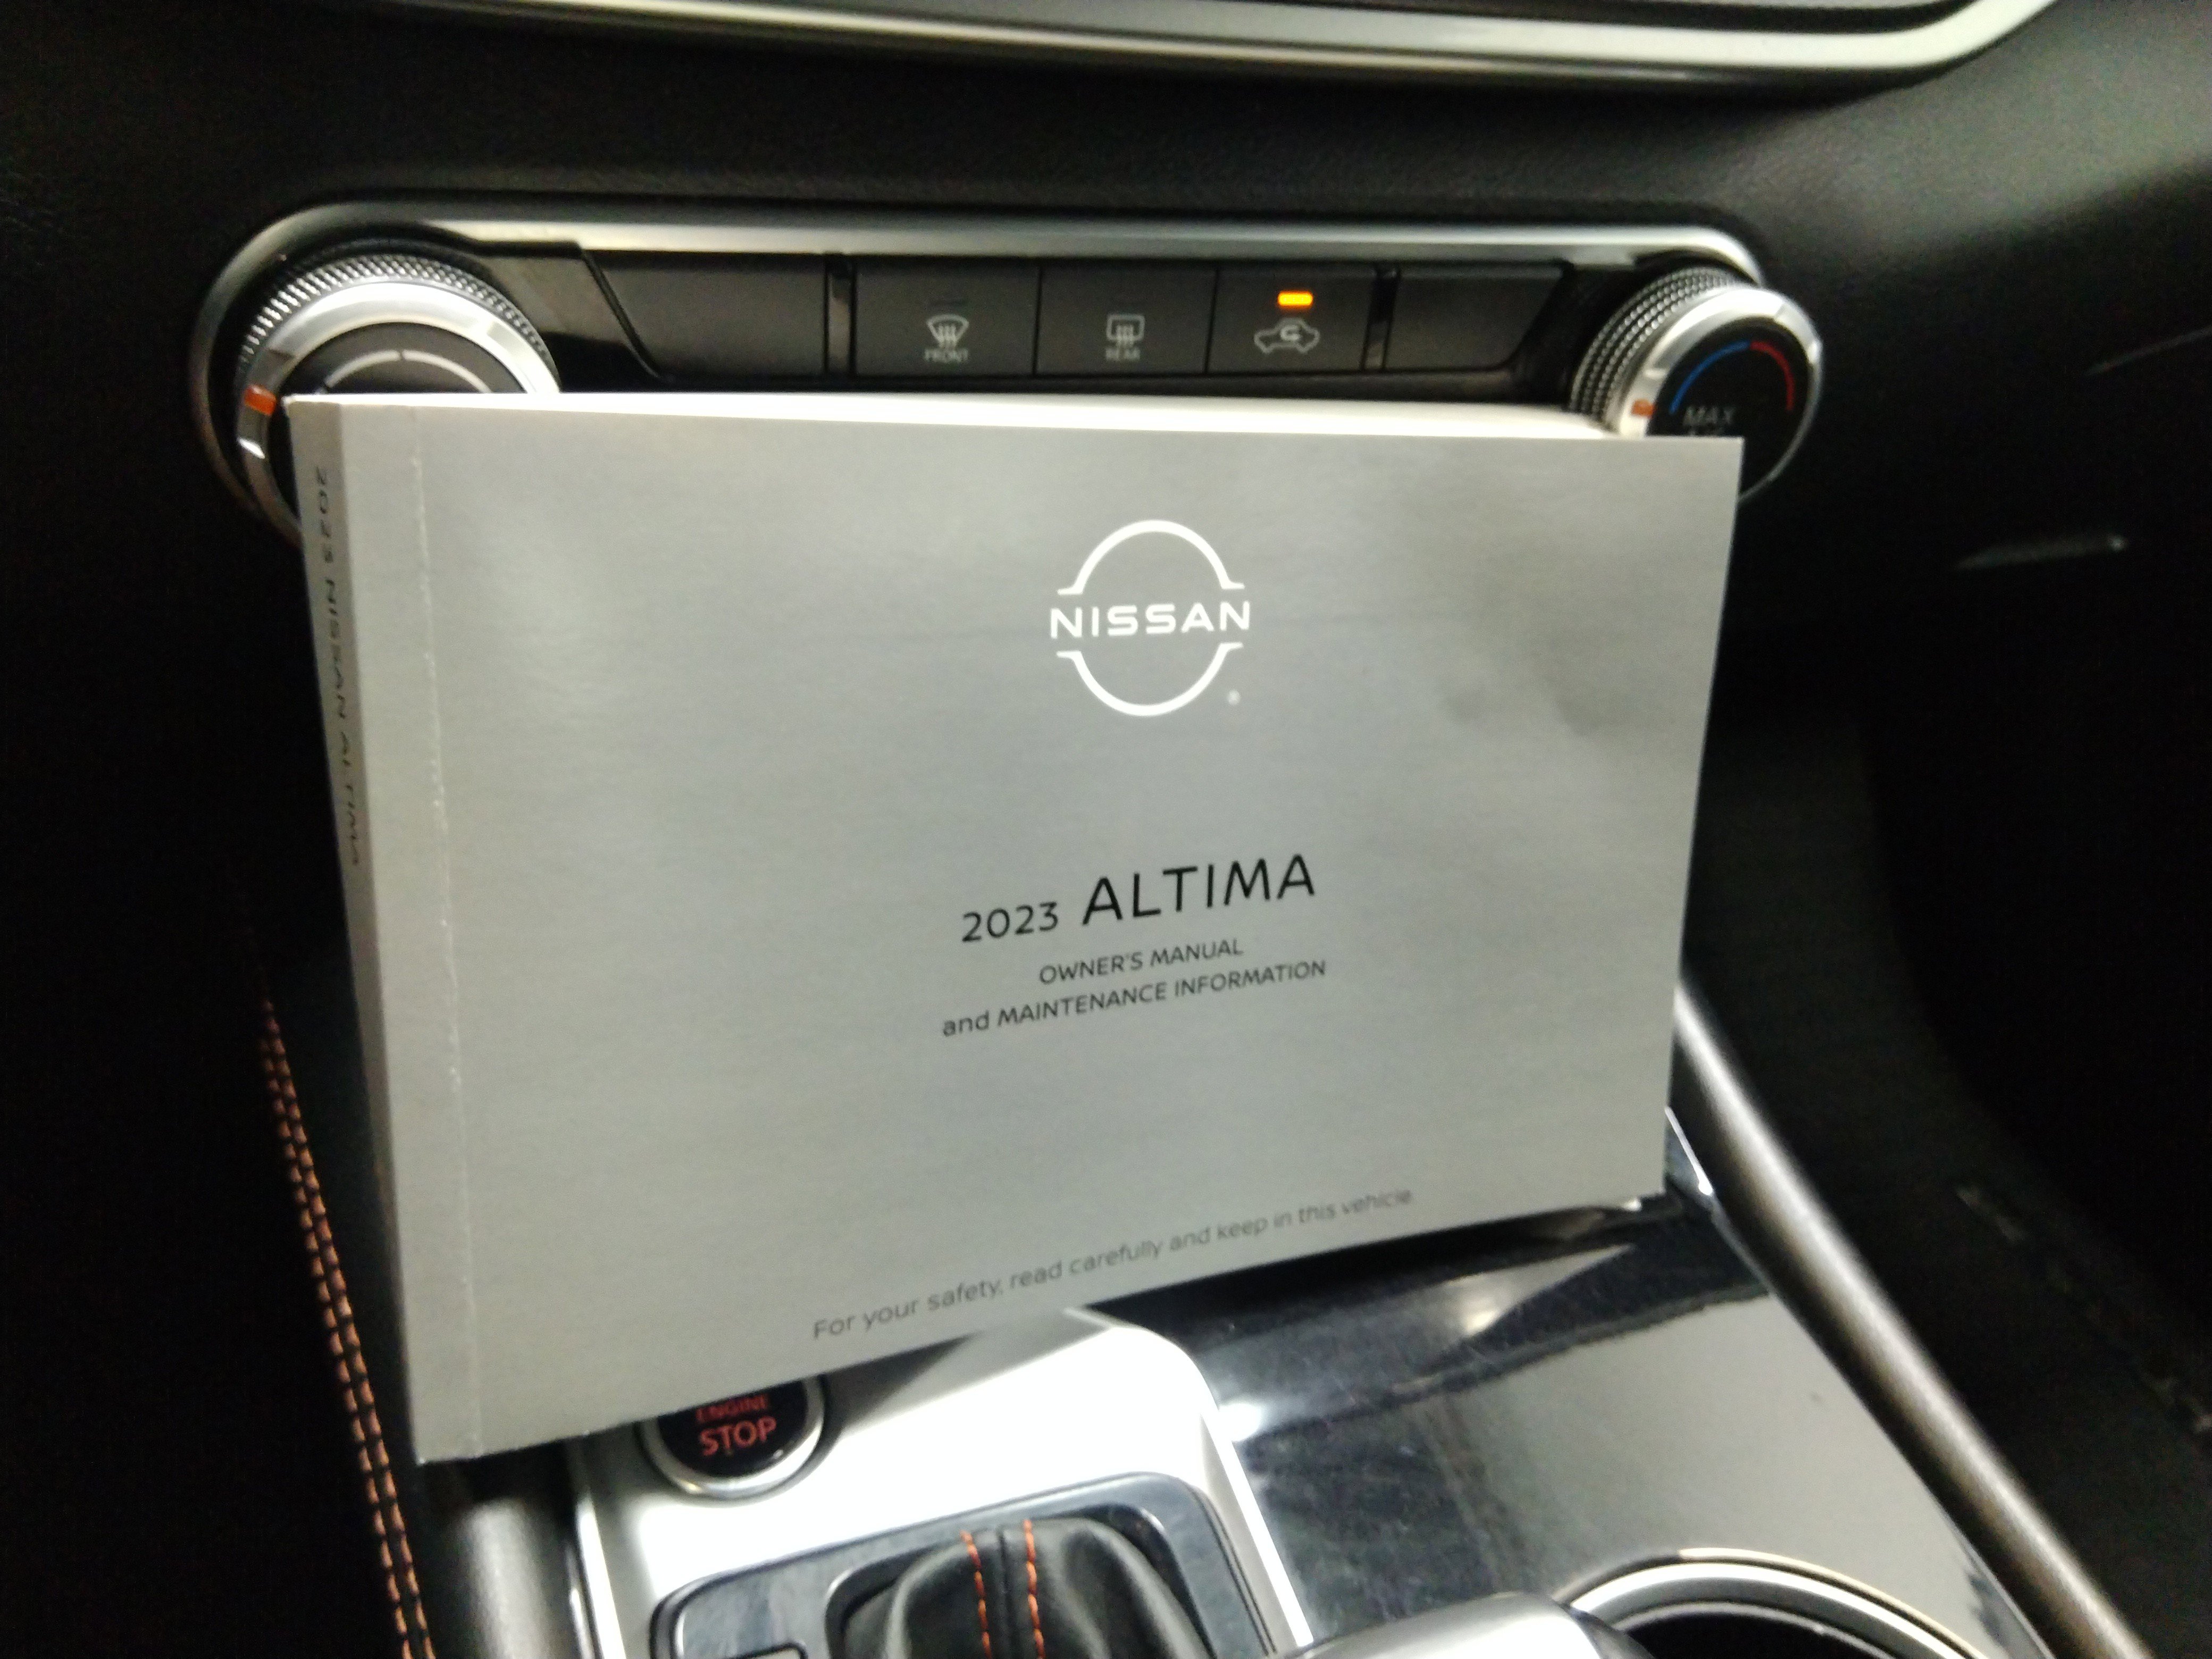 FRONT
REAR
MAX
NISSAN
®
2023 NISSAN ALTIMA
2023 ALTIMA
OWNER'S MANUAL
and MAINTENANCE INFORMATION
For your safety, read carefully and keep in this vehicle
ENGINE
STOP